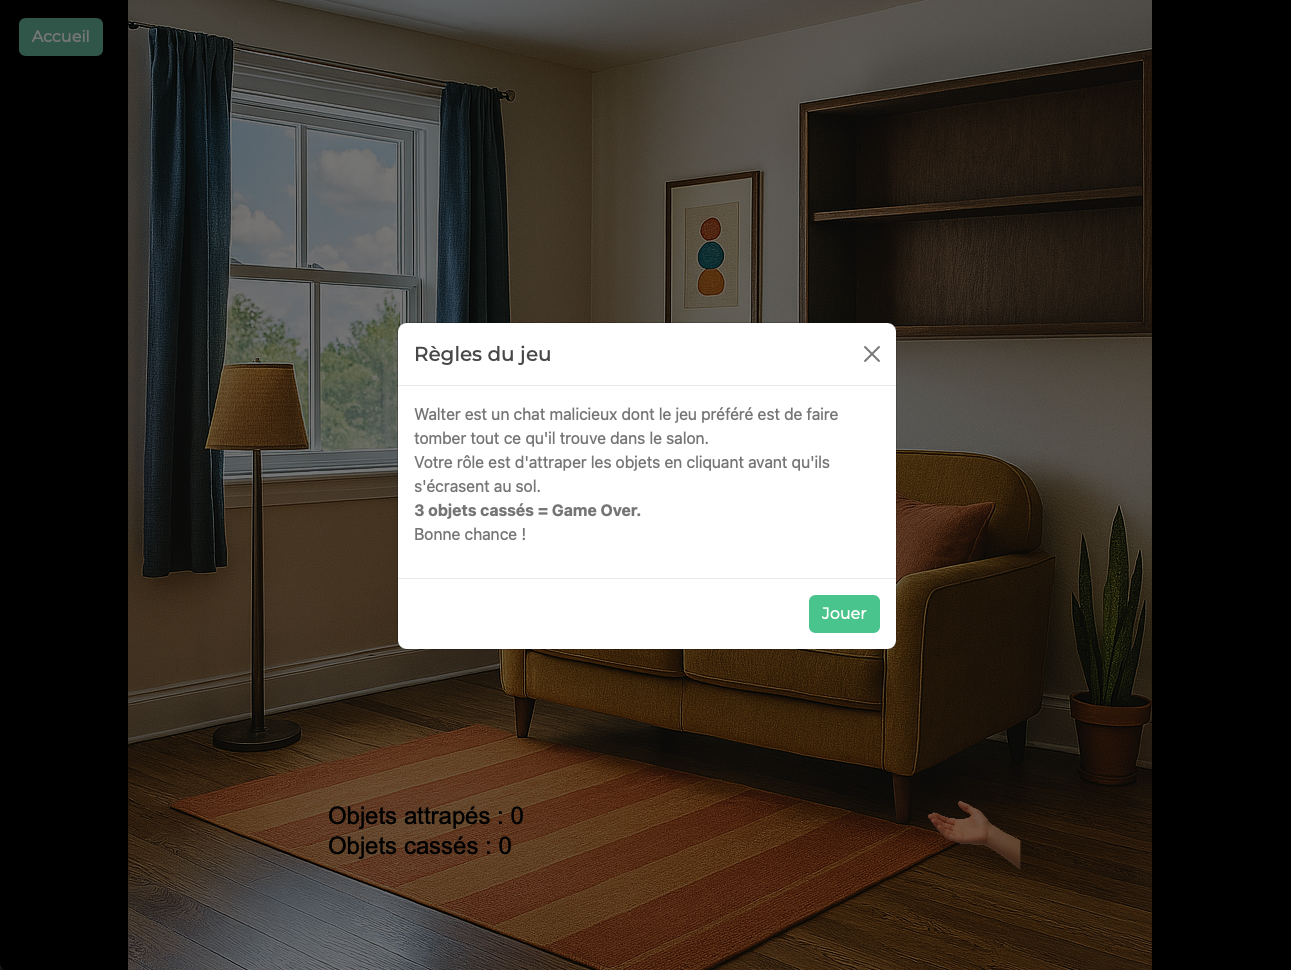 Accueil
Règles du jeu
Walter est un chat malicieux dont le jeu préféré est de faire
tomber tout ce qu'il trouve dans le salon.
Votre rôle est d'attraper les objets en cliquant avant qu'ils
s'écrasent au sol.
3 objets cassés = Game Over.
Bonne chance !
Jouer
Objets attrapés : 0
Objets cassés : 0